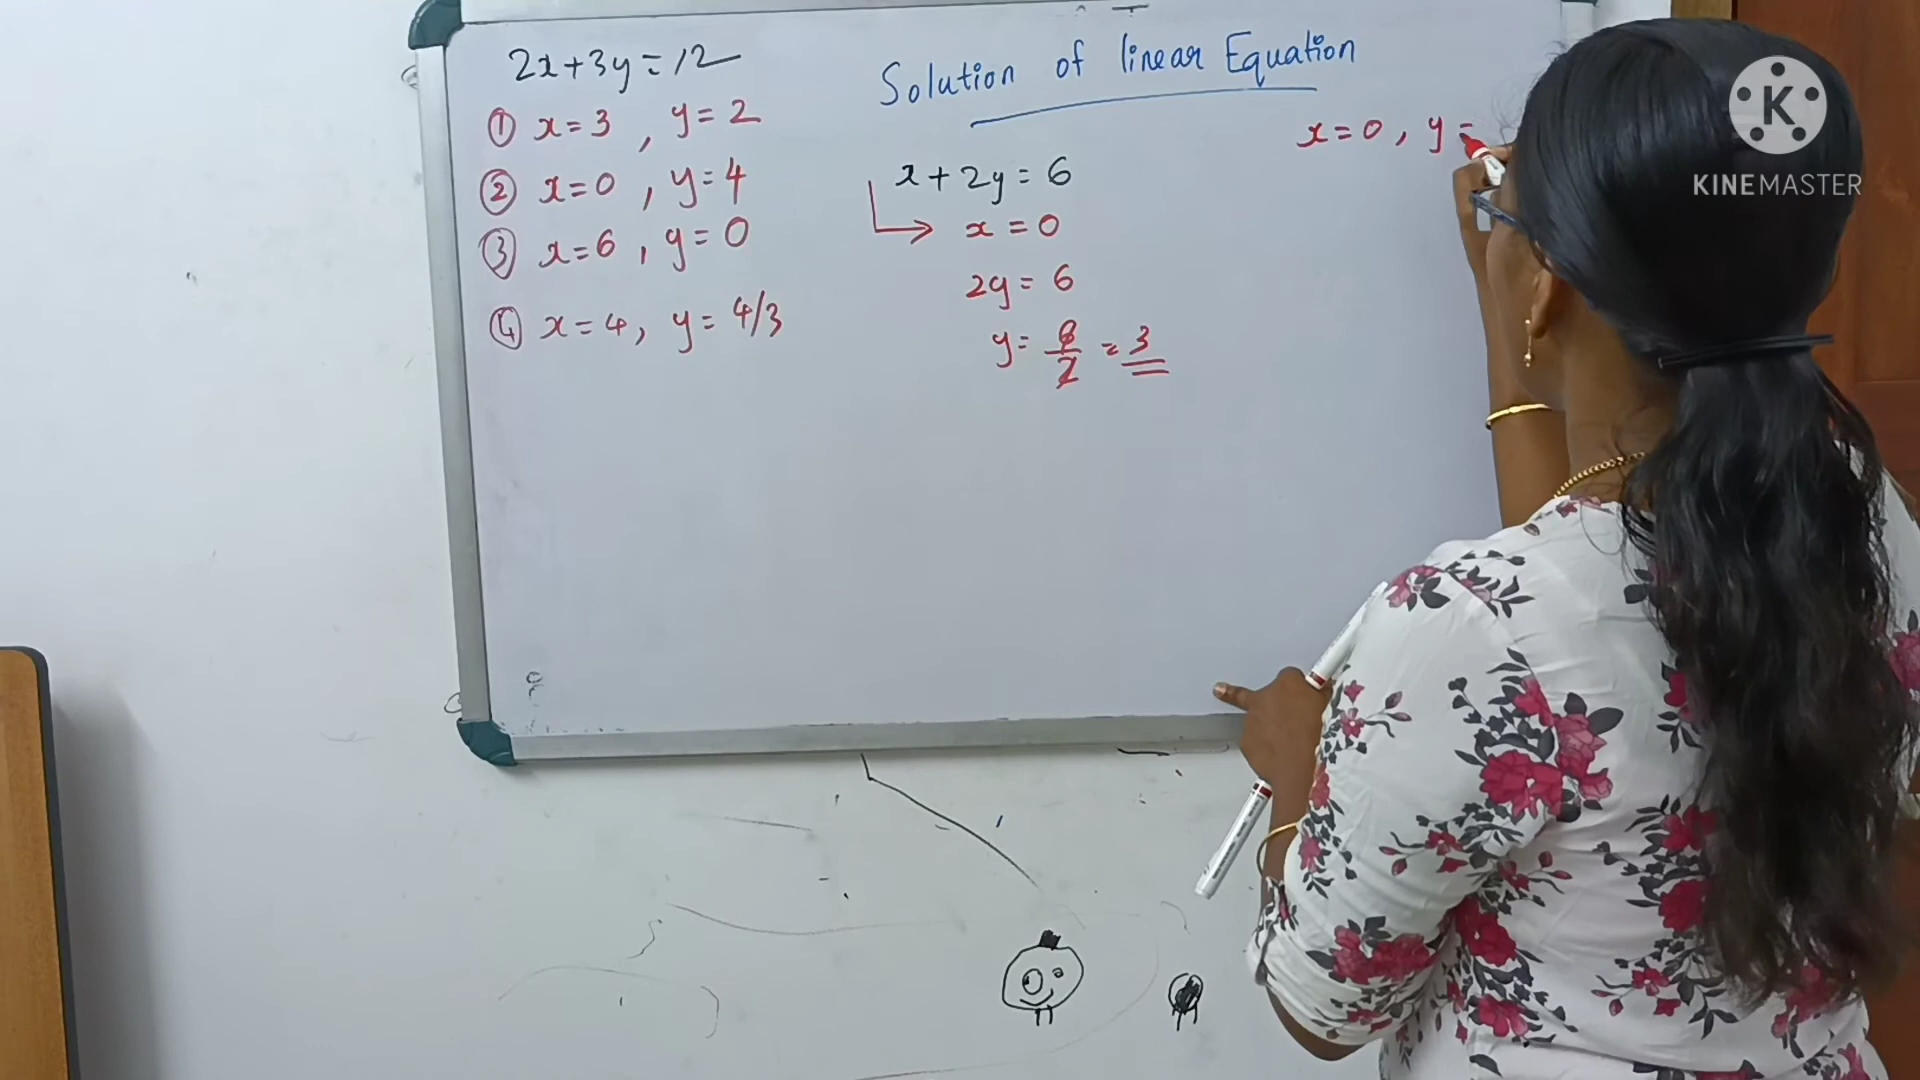 2x+3y=12
① x=3 , y=2
② x=0 , y=4
③ x=6 , y=0
④ x=4, y=4/3
Solution of linear Equation
x+2y=6
x=0
2y=6
y=6/2=3
x=0, y=
K
KINEMASTER